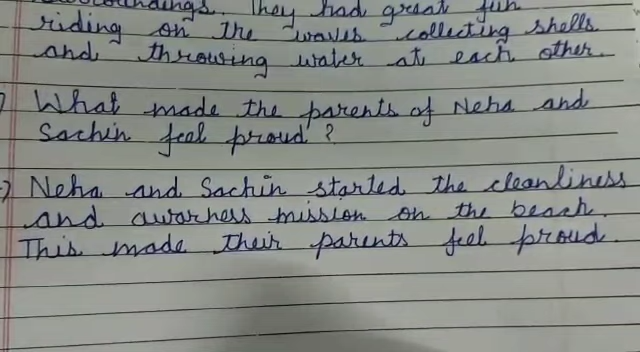 They had great fun
riding on the waves collecting shells
and throwing water at each other.
What made the parents of Neha and
Sachin feel proud?
Neha and Sachin started the cleanliness
and awarness mission on the beach.
This made their parents feel proud.